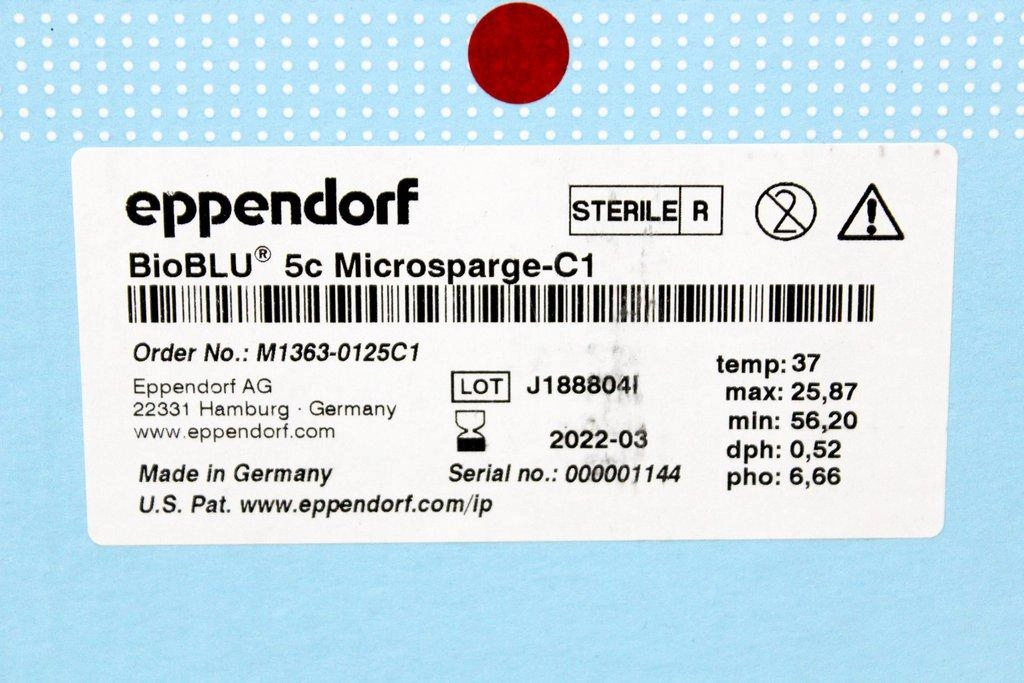 eppendorf
STERILE R
2
BioBLU® 5c Microsparge-C1
Order No.: M1363-0125C1
Eppendorf AG
22331 Hamburg · Germany
www.eppendorf.com
Made in Germany
U.S. Pat. www.eppendorf.com/ip
LOT J188804I
2022-03
Serial no.: 000001144
temp: 37
max: 25,87
min: 56,20
dph: 0,52
pho: 6,66